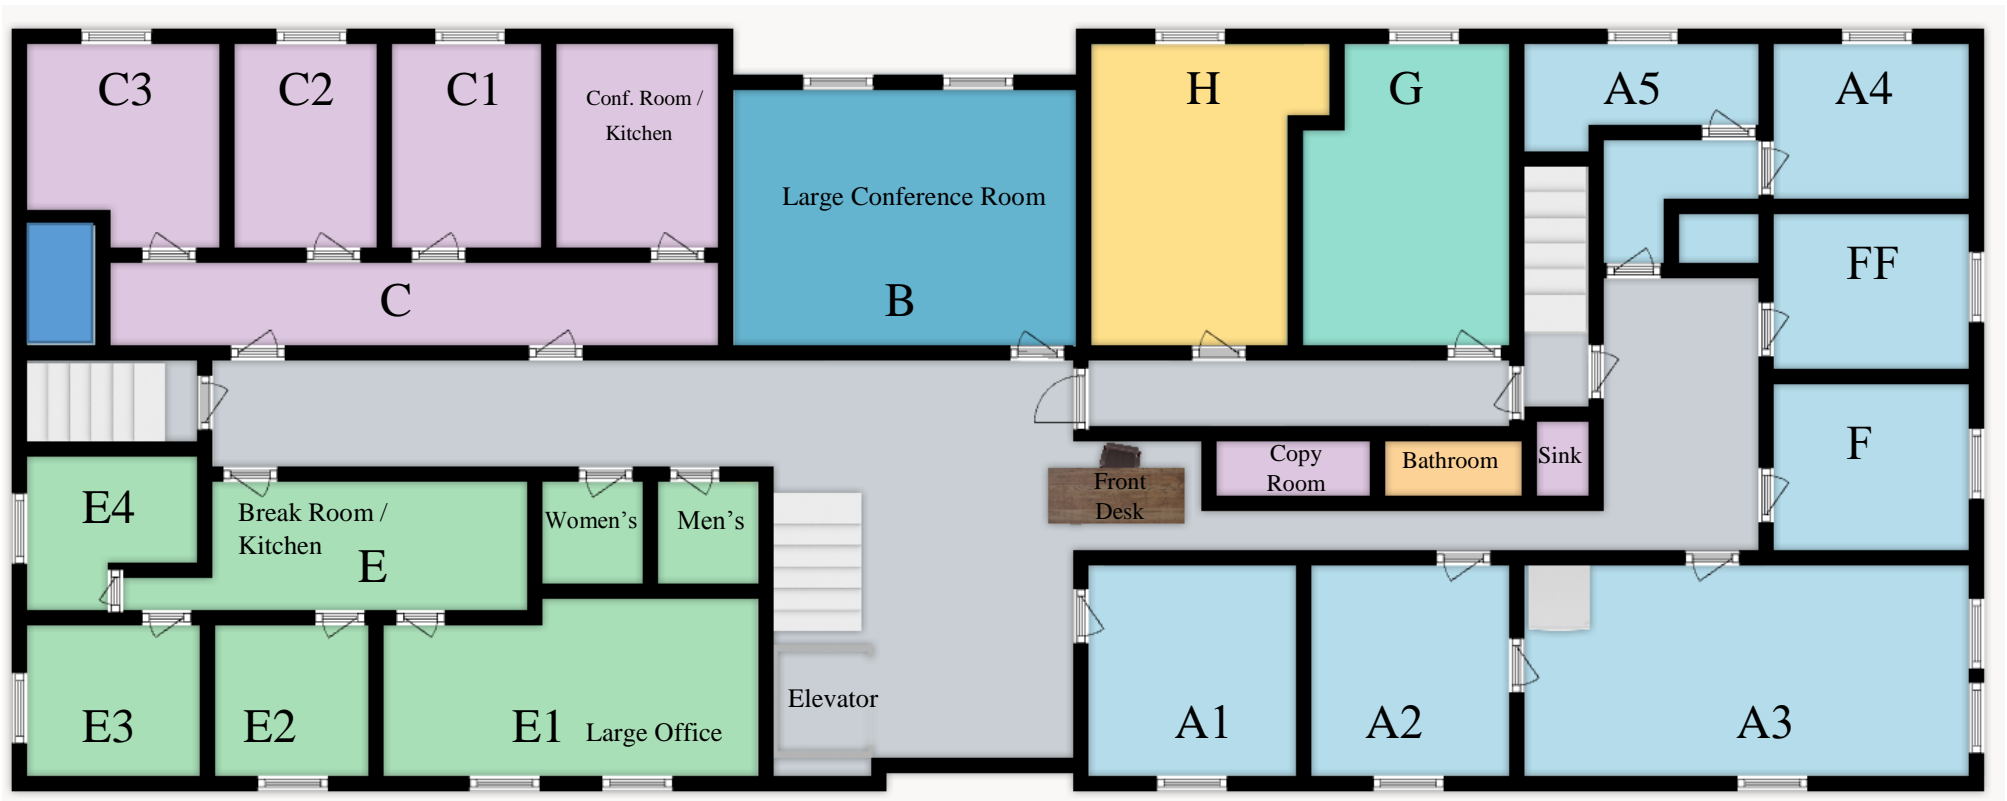 C3
C2
C1
Conf. Room /
Kitchen
H
G
A5
A4
Large Conference Room
C
B
FF
F
Copy
Room
Bathroom
Sink
Front
Desk
E4
Break Room /
Kitchen
E
Women's
Men's
Elevator
E3
E2
E1
Large Office
A1
A2
A3